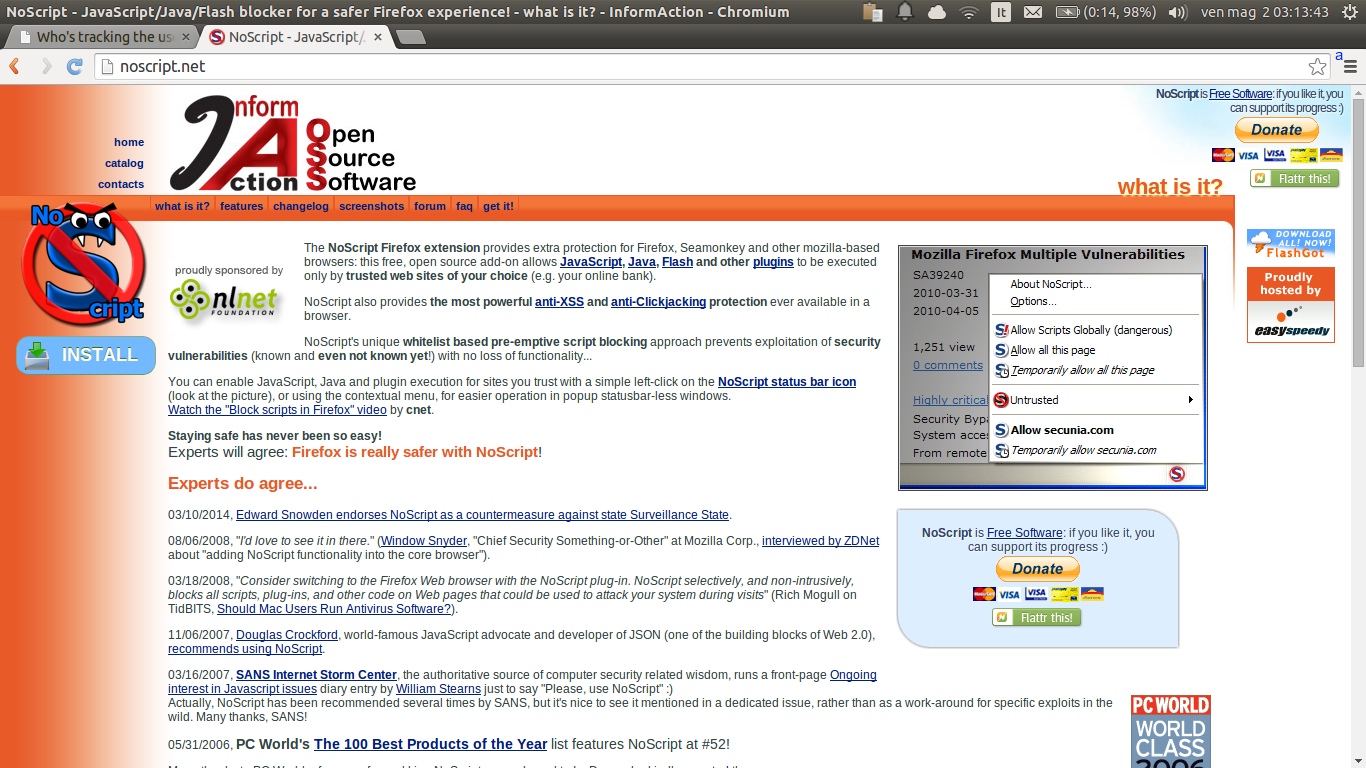 NoScript - JavaScript/Java/Flash blocker for a safer Firefox experience! - what is it? - InformAction - Chromium
It
(0:14, 98%)
ven mag 2 03:13:43
Who's tracking the us
NoScript - JavaScript/
noscript.net
a
NoScript is Free Software: if you like it, you
can support its progress :)
Donate
MasterCard VISA VISA
Flattr this!
home
catalog
contacts
Inform
Action
Open
Source
Software
what is it?
what is it? features changelog screenshots forum faq get it!
No
Script
INSTALL
proudly sponsored by
nlnet
FOUNDATION
The NoScript Firefox extension provides extra protection for Firefox, Seamonkey and other mozilla-based
browsers: this free, open source add-on allows JavaScript, Java, Flash and other plugins to be executed
only by trusted web sites of your choice (e.g. your online bank).
NoScript also provides the most powerful anti-XSS and anti-Clickjacking protection ever available in a
browser.
NoScript's unique whitelist based pre-emptive script blocking approach prevents exploitation of security
vulnerabilities (known and even not known yet!) with no loss of functionality...
You can enable JavaScript, Java and plugin execution for sites you trust with a simple left-click on the NoScript status bar icon
(look at the picture), or using the contextual menu, for easier operation in popup statusbar-less windows.
Watch the "Block scripts in Firefox" video by cnet.
Staying safe has never been so easy!
Experts will agree: Firefox is really safer with NoScript!
Experts do agree...
03/10/2014, Edward Snowden endorses NoScript as a countermeasure against state Surveillance State.
08/06/2008, "I'd love to see it in there." (Window Snyder, "Chief Security Something-or-Other" at Mozilla Corp., interviewed by ZDNet
about "adding NoScript functionality into the core browser").
03/18/2008, "Consider switching to the Firefox Web browser with the NoScript plug-in. NoScript selectively, and non-intrusively,
blocks all scripts, plug-ins, and other code on Web pages that could be used to attack your system during visits" (Rich Mogull on
TidBITS, Should Mac Users Run Antivirus Software?).
11/06/2007, Douglas Crockford, world-famous JavaScript advocate and developer of JSON (one of the building blocks of Web 2.0),
recommends using NoScript.
03/16/2007, SANS Internet Storm Center, the authoritative source of computer security related wisdom, runs a front-page Ongoing
interest in Javascript issues diary entry by William Stearns just to say "Please, use NoScript" :)
Actually, NoScript has been recommended several times by SANS, but it's nice to see it mentioned in a dedicated issue, rather than as a work-around for specific exploits in the
wild. Many thanks, SANS!
05/31/2006, PC World's The 100 Best Products of the Year list features NoScript at #52!
Mozilla Firefox Multiple Vulnerabilities
SA39240
2010-03-31
2010-04-05
1,251 view
0 comments
Highly critical
Security Bypa
System acces
From remote
About NoScript...
Options...
Allow Scripts Globally (dangerous)
Allow all this page
Temporarily allow all this page
Untrusted
Allow secunia.com
Temporarily allow secunia.com
NoScript is Free Software: if you like it, you
can support its progress :)
Donate
MasterCard VISA VISA
Flattr this!
DOWNLOAD
ALL! NOW!
FlashGot
Proudly
hosted by
easyspeedy
PC WORLD
WORLD
CLASS
2006